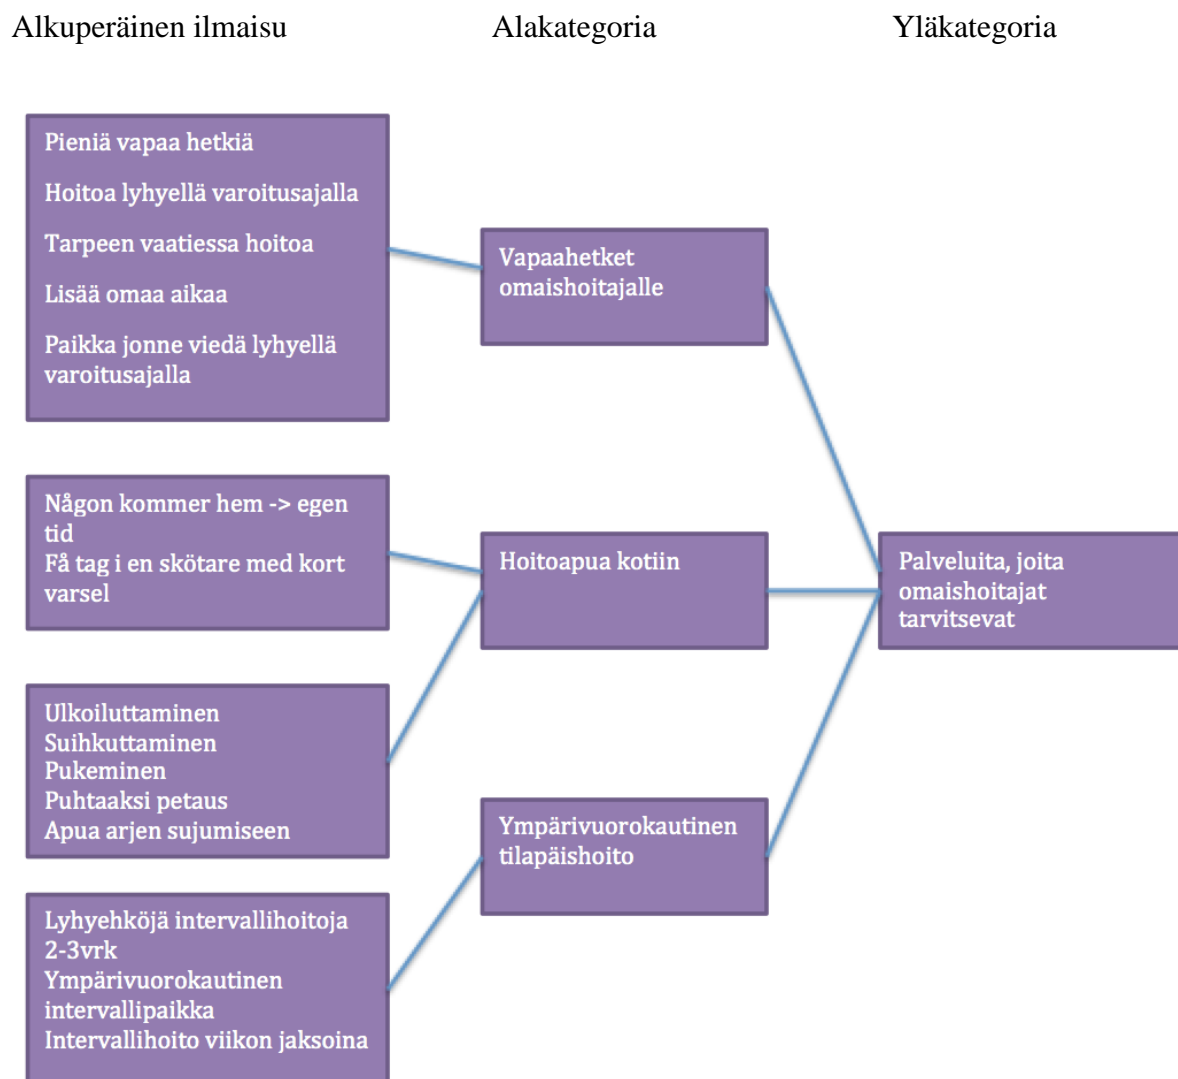 Alkuperäinen ilmaisu
Alakategoria
Yläkategoria
Pieniä vapaa hetkiä
Hoitoa lyhyellä varoitusajalla
Tarpeen vaatiessa hoitoa
Lisää omaa aikaa
Paikka jonne viedä lyhyellä
varoitusajalla
Vapaahetket
omaishoitajalle
Någon kommer hem -> egen
tid
Få tag i en skötare med kort
varsel
Hoitoapua kotiin
Palveluita, joita
omaishoitajat
tarvitsevat
Ulkoiluttaminen
Suihkuttaminen
Pukeminen
Puhtaaksi petaus
Apua arjen sujumiseen
Ympärivuorokautinen
tilapäishoito
Lyhyehköjä intervallihoitoja
2-3vrk
Ympärivuorokautinen
intervallipaikka
Intervallihoito viikon jaksoina